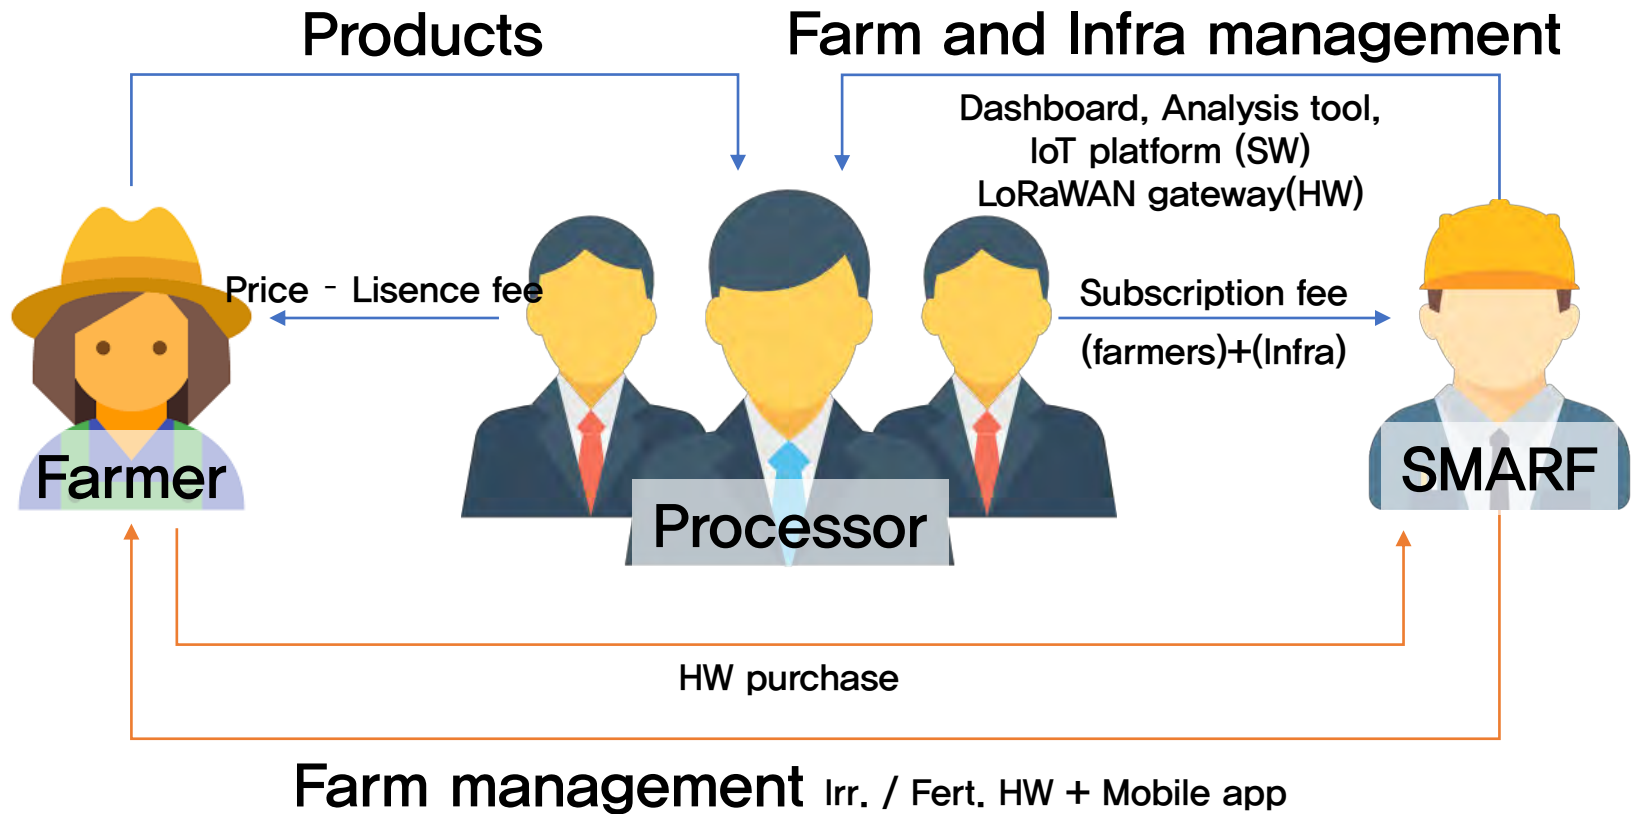 Products
Farm and Infra management
Dashboard, Analysis tool,
IoT platform (SW)
LoRaWAN gateway(HW)
Price - Lisence fee
Subscription fee
(farmers)+(Infra)
Farmer
Processor
SMARF
HW purchase
Farm management Irr. / Fert. HW + Mobile app